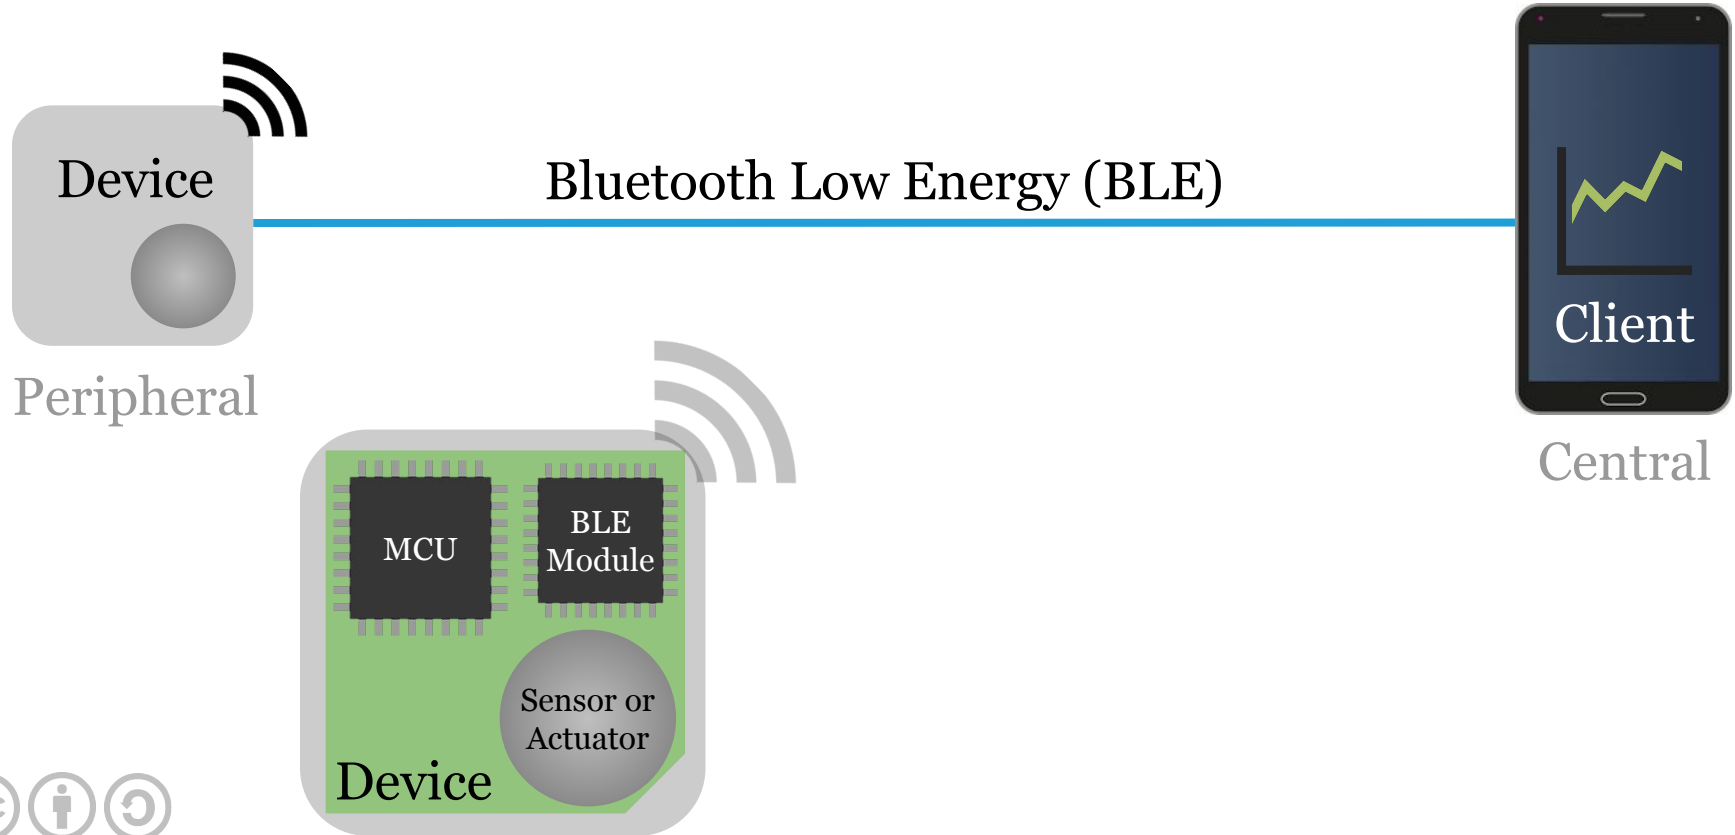 Device
Bluetooth Low Energy (BLE)
Client
Peripheral
Central
MCU
BLE
Module
Sensor or
Actuator
Device